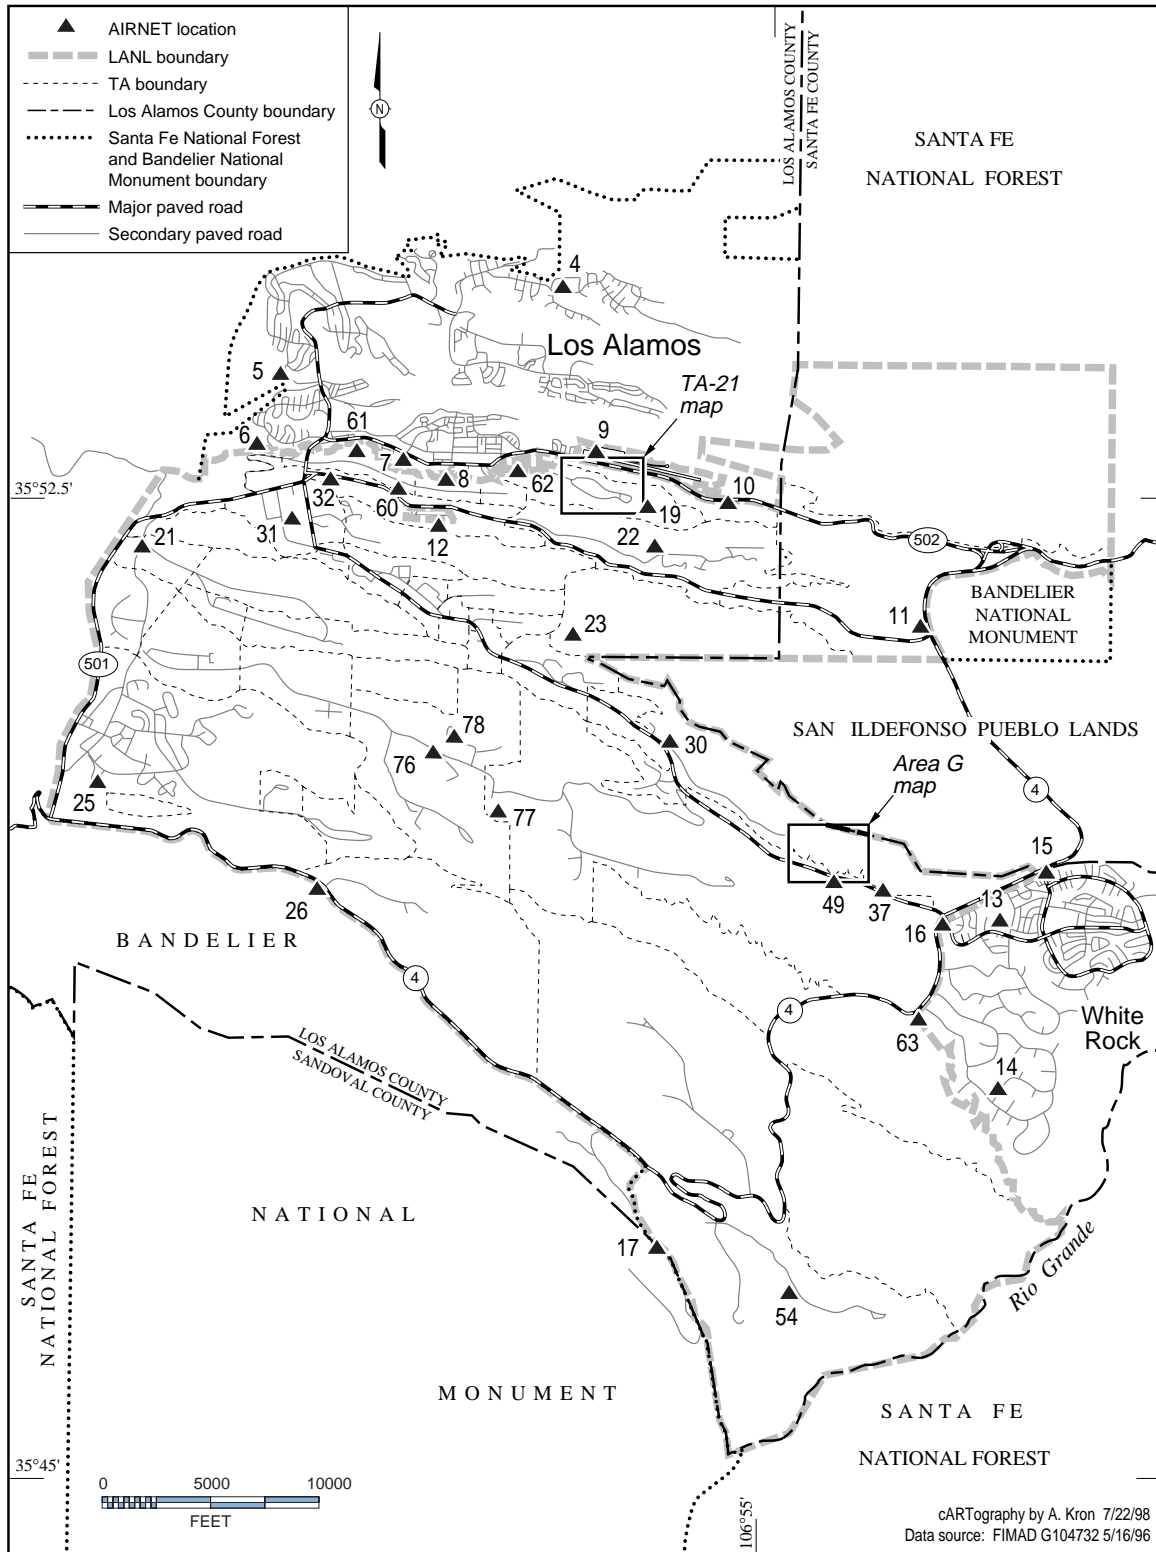 AIRNET location
LANL boundary
TA boundary
Los Alamos County boundary
Santa Fe National Forest
and Bandelier National
Monument boundary
Major paved road
Secondary paved road
N
LOS ALAMOS COUNTY
SANTA FE COUNTY
SANTA FE
NATIONAL FOREST
4
Los Alamos
5
TA-21
map
6
61
9
7
8
62
10
35°52.5'
32
60
19
31
12
22
21
502
BANDELIER
NATIONAL
MONUMENT
11
23
501
SAN ILDEFONSO PUEBLO LANDS
78
30
76
Area G
map
25
77
4
15
26
49
37
13
16
BANDELIER
4
4
White
Rock
63
LOS ALAMOS COUNTY
SANDOVAL COUNTY
14
SANTA FE
NATIONAL FOREST
NATIONAL
17
Rio Grande
54
MONUMENT
SANTA FE
NATIONAL FOREST
35°45'
0 5000 10000
FEET
106°55'
cARTography by A. Kron 7/22/98
Data source: FIMAD G104732 5/16/96